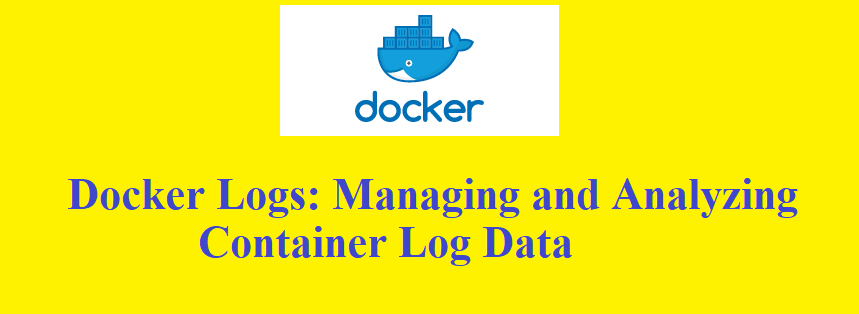 docker
Docker Logs: Managing and Analyzing
Container Log Data